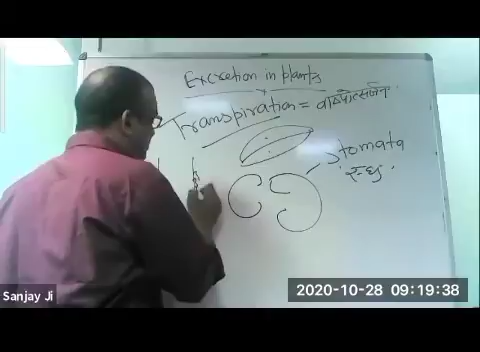 Excretion in plants
Transpiration = वाष्पोत्सर्जन
Stomata
रन्ध्र
Sanjay Ji
2020-10-28 09:19:38